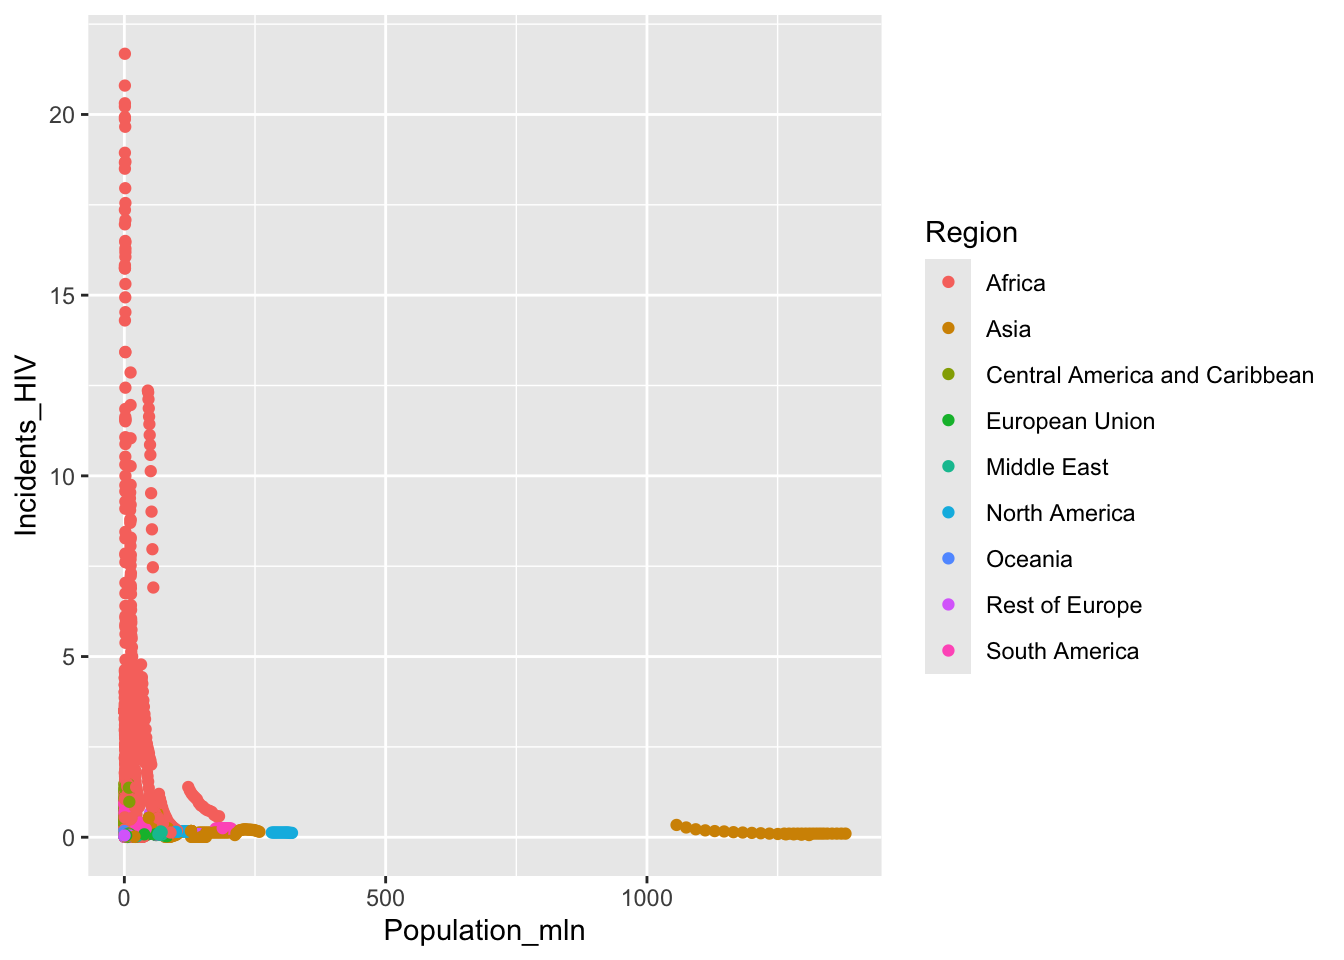 20
15
10
5
0
Incidents_HIV
0
500
1000
Population_mln
Region
Africa
Asia
Central America and Caribbean
European Union
Middle East
North America
Oceania
Rest of Europe
South America